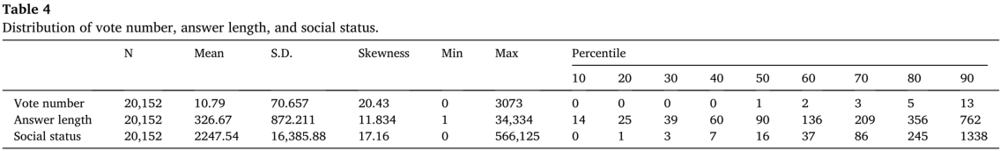 Table 4
Distribution of vote number, answer length, and social status.
N Mean S.D. Skewness Min Max Percentile
10 20 30 40 50 60 70 80 90
Vote number 20,152 10.79 70.657 20.43 0 3073 0 0 0 0 1 2 3 5 13
Answer length 20,152 326.67 872.211 11.834 1 34,334 14 25 39 60 90 136 209 356 762
Social status 20,152 2247.54 16,385.88 17.16 0 566,125 0 1 3 7 16 37 86 245 1338